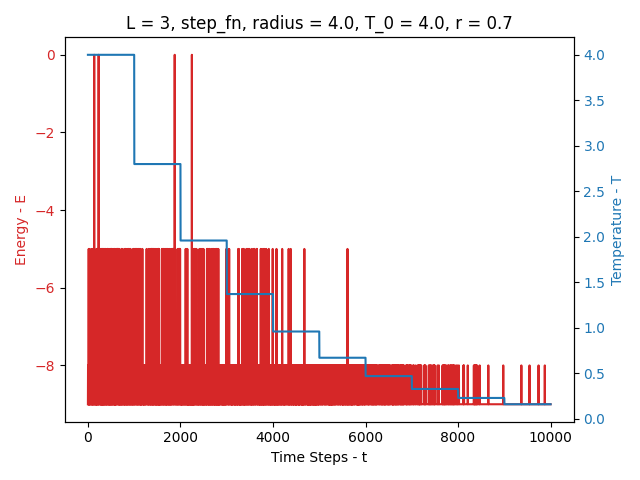 L = 3, step_fn, radius = 4.0, T_0 = 4.0, r = 0.7
Energy - E
0
−2
−4
−6
−8
4.0
3.5
3.0
2.5
2.0
1.5
1.0
0.5
0.0
Temperature - T
0 2000 4000 6000 8000 10000
Time Steps - t